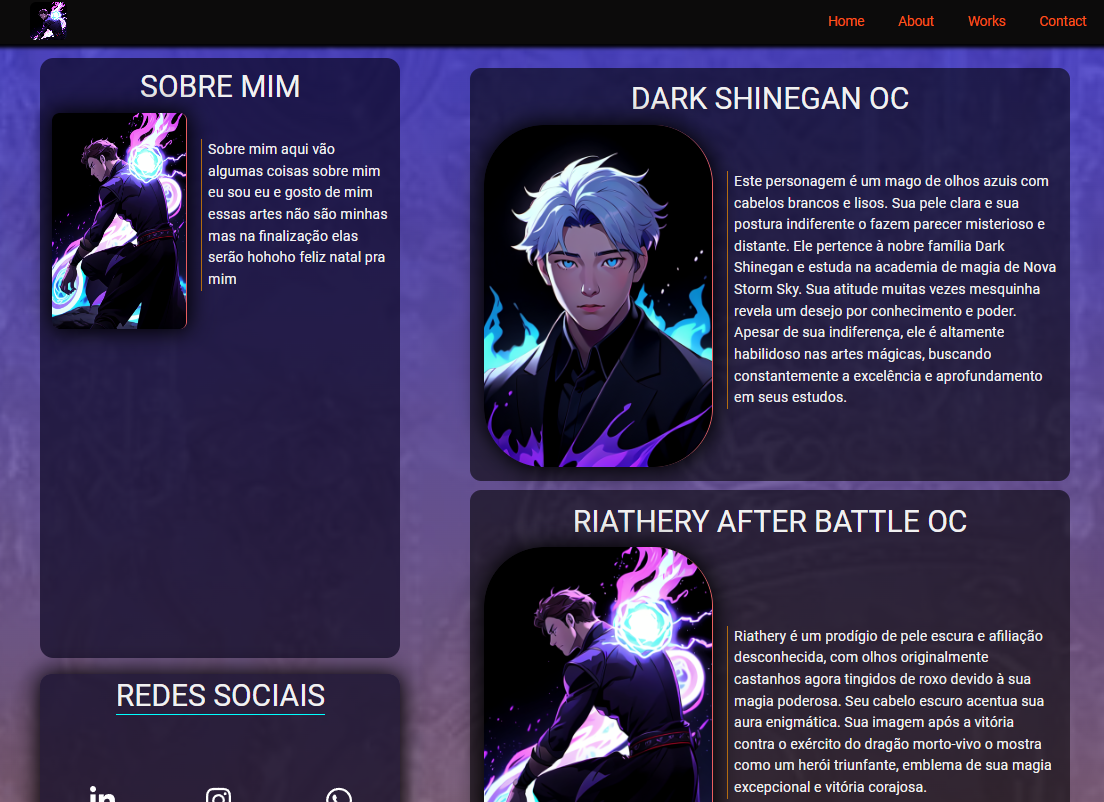 Home About Works Contact
SOBRE MIM
Sobre mim aqui vão
algumas coisas sobre mim
eu sou eu e gosto de mim
essas artes não são minhas
mas na finalização elas
serão hohoho feliz natal pra
mim
REDES SOCIAIS
DARK SHINEGAN OC
Este personagem é um mago de olhos azuis com
cabelos brancos e lisos. Sua pele clara e sua
postura indiferente o fazem parecer misterioso e
distante. Ele pertence à nobre família Dark
Shinegan e estuda na academia de magia de Nova
Storm Sky. Sua atitude muitas vezes mesquinha
revela um desejo por conhecimento e poder.
Apesar de sua indiferença, ele é altamente
habilidoso nas artes mágicas, buscando
constantemente a excelência e aprofundamento
em seus estudos.
RIATHERY AFTER BATTLE OC
Riathery é um prodígio de pele escura e afiliação
desconhecida, com olhos originalmente
castanhos agora tingidos de roxo devido à sua
magia poderosa. Seu cabelo escuro acentua sua
aura enigmática. Sua imagem após a vitória
contra o exército do dragão morto-vivo o mostra
como um herói triunfante, emblema de sua magia
excepcional e vitória corajosa.